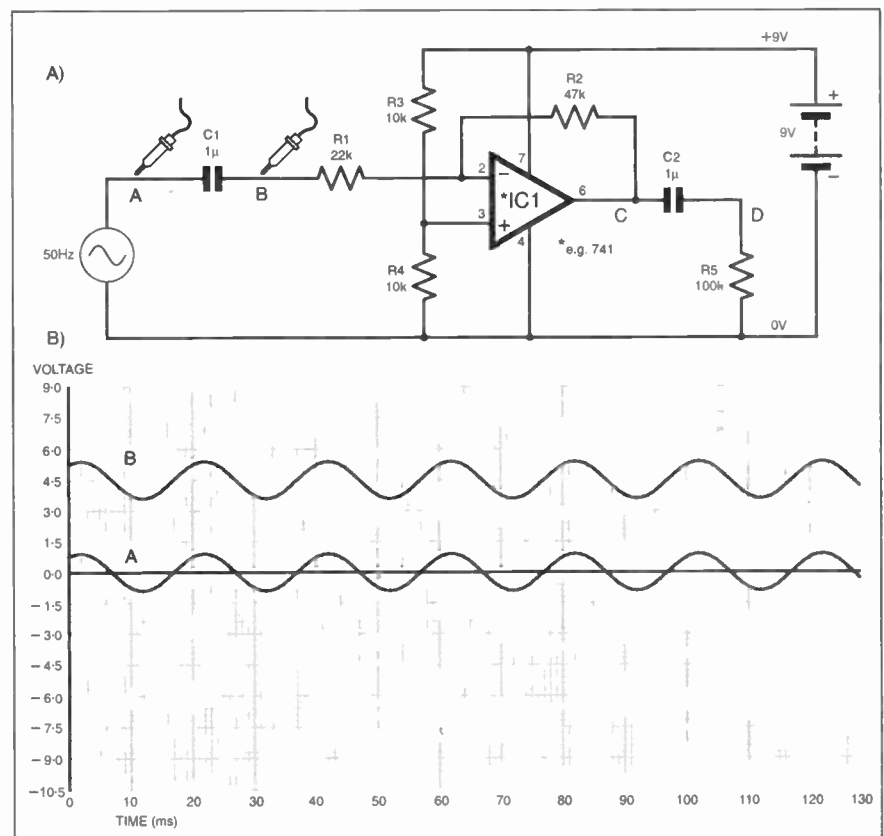 A)
+9V
R2
47k
R3
10k
C1
1µ
R1
22k
+
9V
−
A
B
2
−
7
*IC1
6
C
C2
1µ
D
3
+
4
*e.g. 741
50Hz
R4
10k
R5
100k
0V
B)
VOLTAGE
9·0
7·5
6·0
B
4·5
3·0
1·5
A
0·0
−1·5
−3·0
−4·5
−6·0
−7·5
−9·0
−10·5
0 10 20 30 40 50 60 70 80 90 100 110 120 130
TIME (ms)